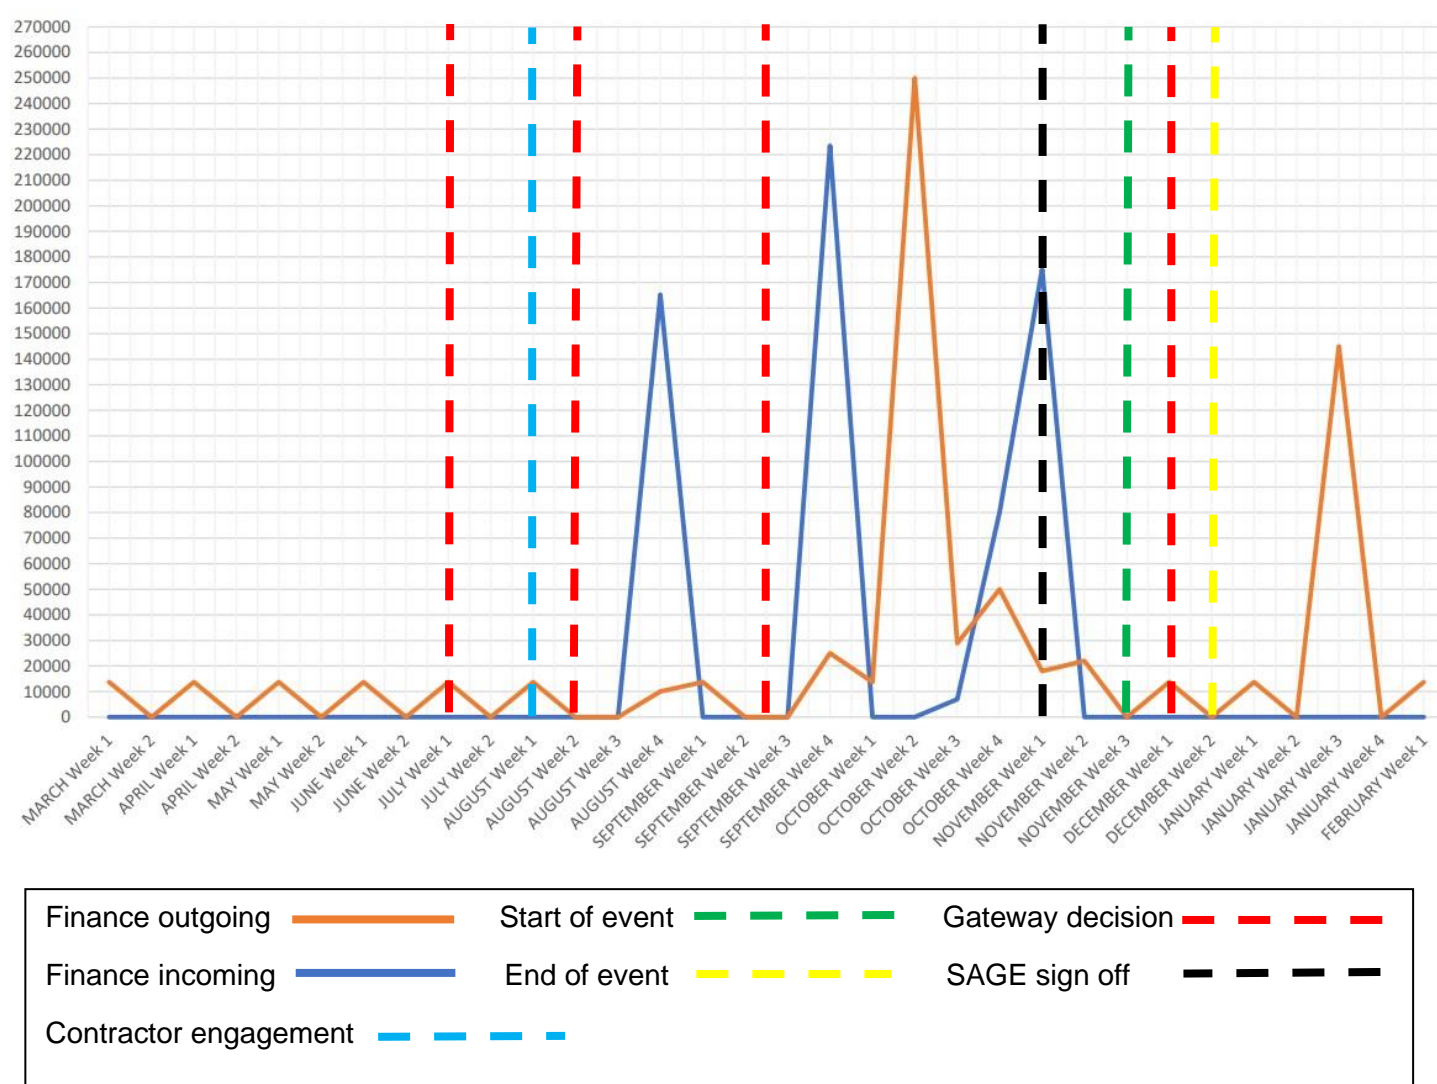 270000
260000
250000
240000
230000
220000
210000
200000
190000
180000
170000
160000
150000
140000
130000
120000
110000
100000
90000
80000
70000
60000
50000
40000
30000
20000
10000
0
MARCH Week 1
MARCH Week 2
APRIL Week 1
APRIL Week 2
MAY Week 1
MAY Week 2
JUNE Week 1
JUNE Week 2
JULY Week 1
JULY Week 2
AUGUST Week 1
AUGUST Week 2
AUGUST Week 3
AUGUST Week 4
SEPTEMBER Week 1
SEPTEMBER Week 2
SEPTEMBER Week 3
SEPTEMBER Week 4
OCTOBER Week 1
OCTOBER Week 2
OCTOBER Week 3
OCTOBER Week 4
NOVEMBER Week 1
NOVEMBER Week 2
NOVEMBER Week 3
DECEMBER Week 1
DECEMBER Week 2
JANUARY Week 1
JANUARY Week 2
JANUARY Week 3
JANUARY Week 4
FEBRUARY Week 1
Finance outgoing Start of event Gateway decision
Finance incoming End of event SAGE sign off
Contractor engagement